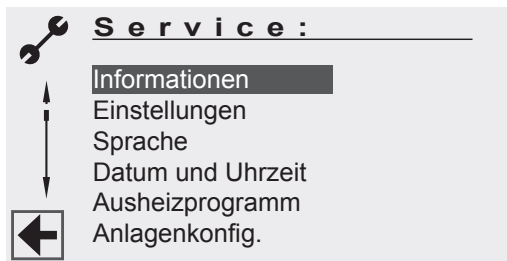 Service:
Informationen
Einstellungen
Sprache
Datum und Uhrzeit
Ausheizprogramm
Anlagenkonfig.